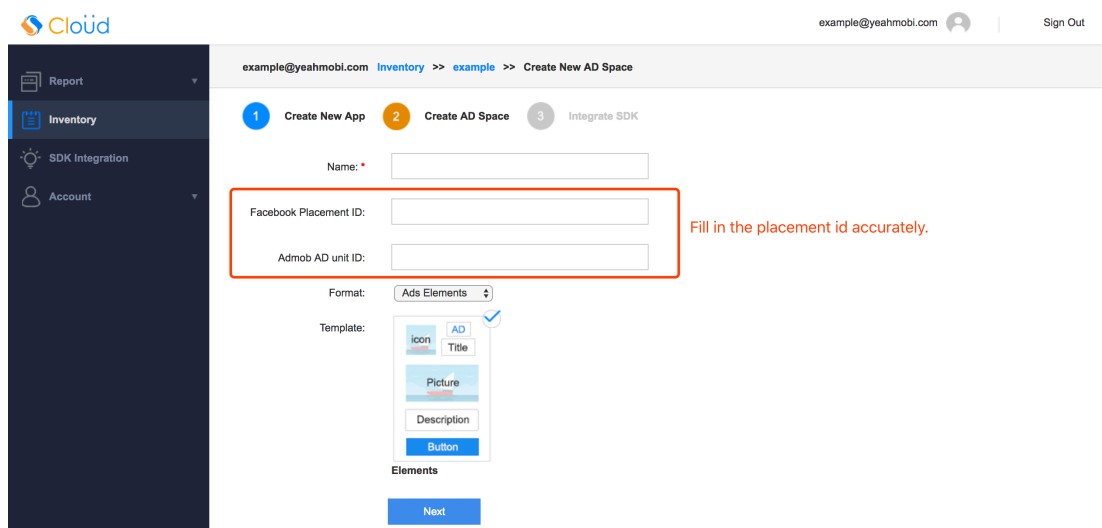 Cloüd
example@yeahmobi.com
Sign Out
Report
Inventory
SDK Integration
Account
example@yeahmobi.com Inventory >> example >> Create New AD Space
1 Create New App 2 Create AD Space 3 Integrate SDK
Name: *
Facebook Placement ID:
Fill in the placement id accurately.
Admob AD unit ID:
Format: Ads Elements
Template:
icon
AD
Title
Picture
Description
Button
Elements
Next